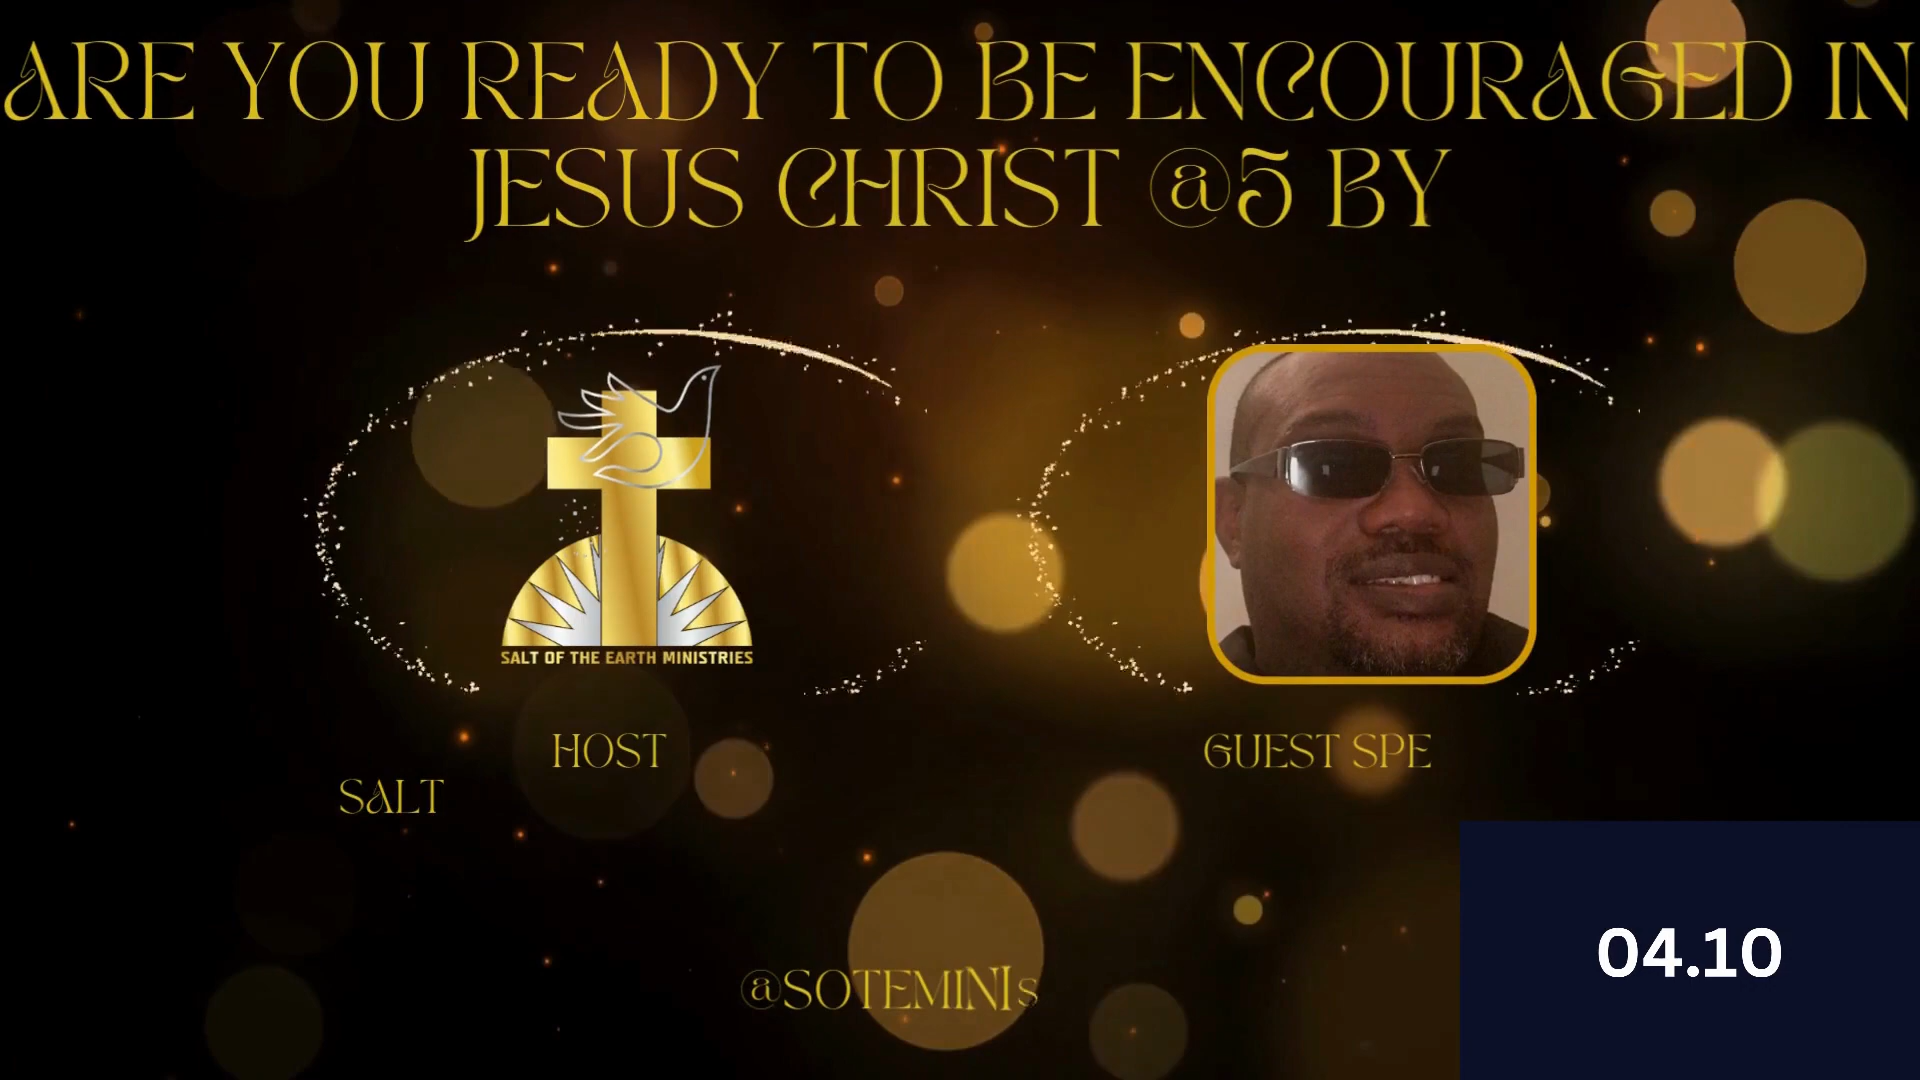 ARE YOU READY TO BE ENCOURAGED IN
JESUS CHRIST @5 BY
SALT OF THE EARTH MINISTRIES
HOST
SALT
GUEST SPE
@SOTEMINIs
04.10